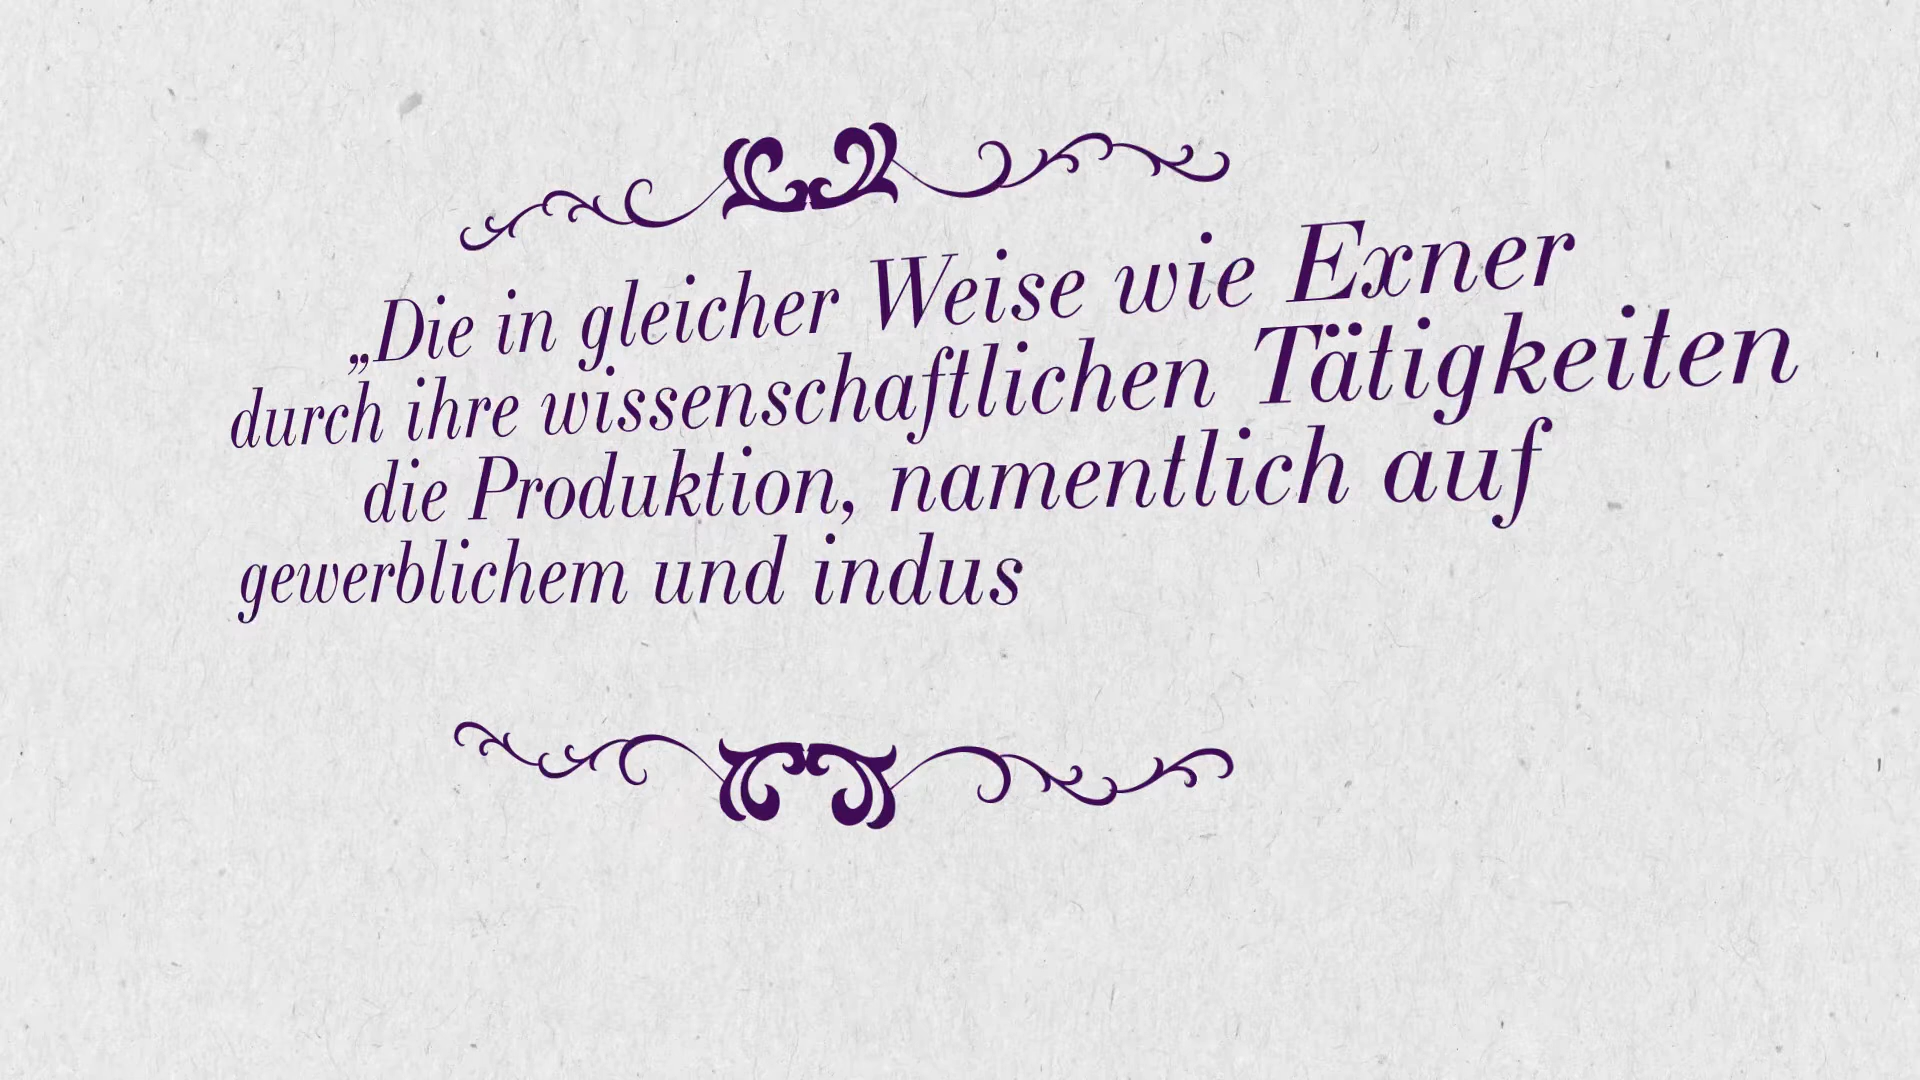 „Die in gleicher Weise wie Exner
durch ihre wissenschaftlichen Tätigkeiten
die Produktion, namentlich auf
gewerblichem und indus